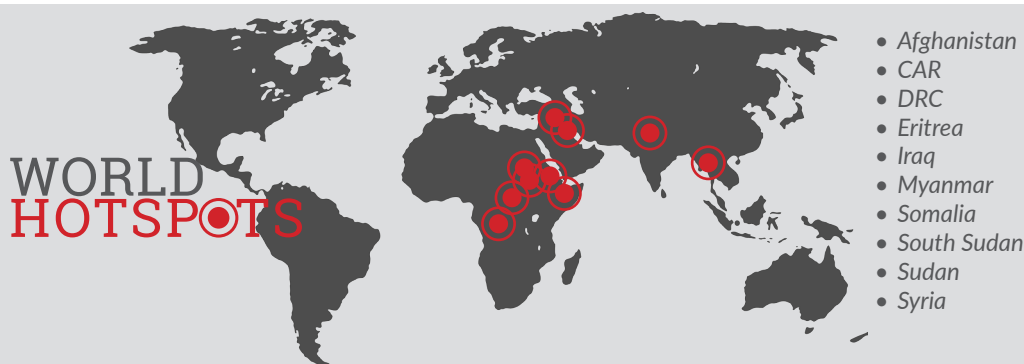 WORLD
HOTSPOTS
• Afghanistan
• CAR
• DRC
• Eritrea
• Iraq
• Myanmar
• Somalia
• South Sudan
• Sudan
• Syria